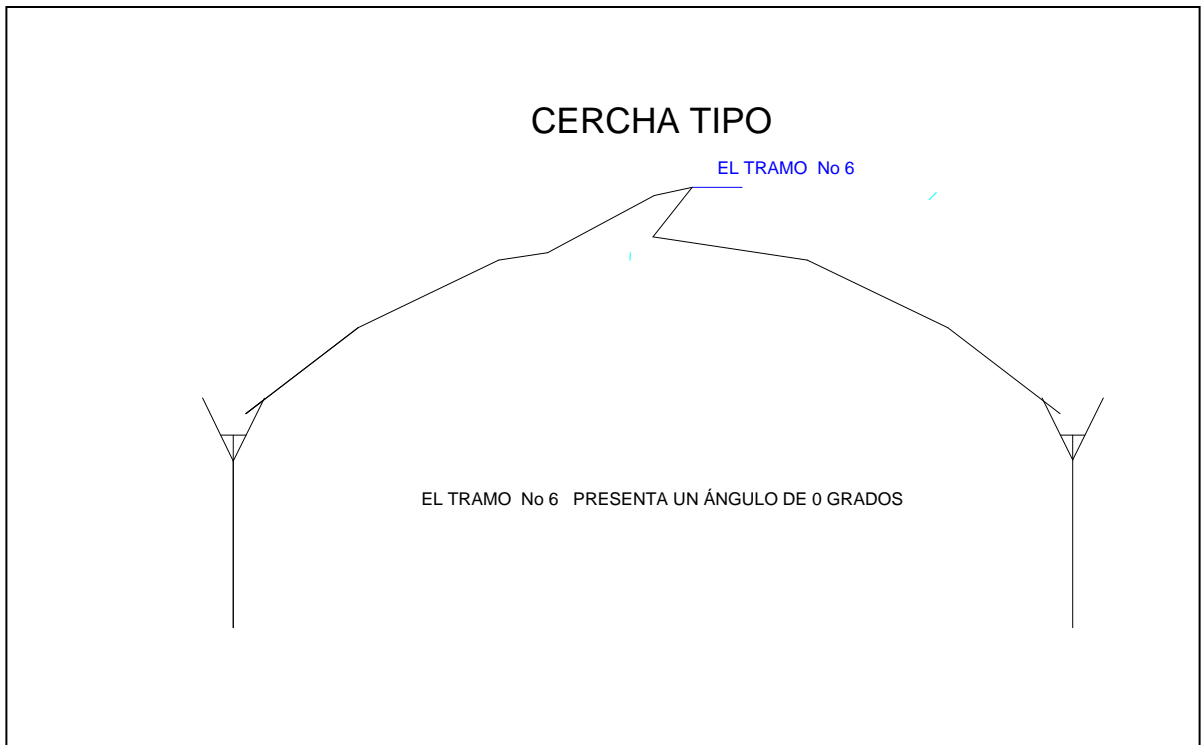 CERCHA TIPO
EL TRAMO No 6
EL TRAMO No 6 PRESENTA UN ÁNGULO DE 0 GRADOS